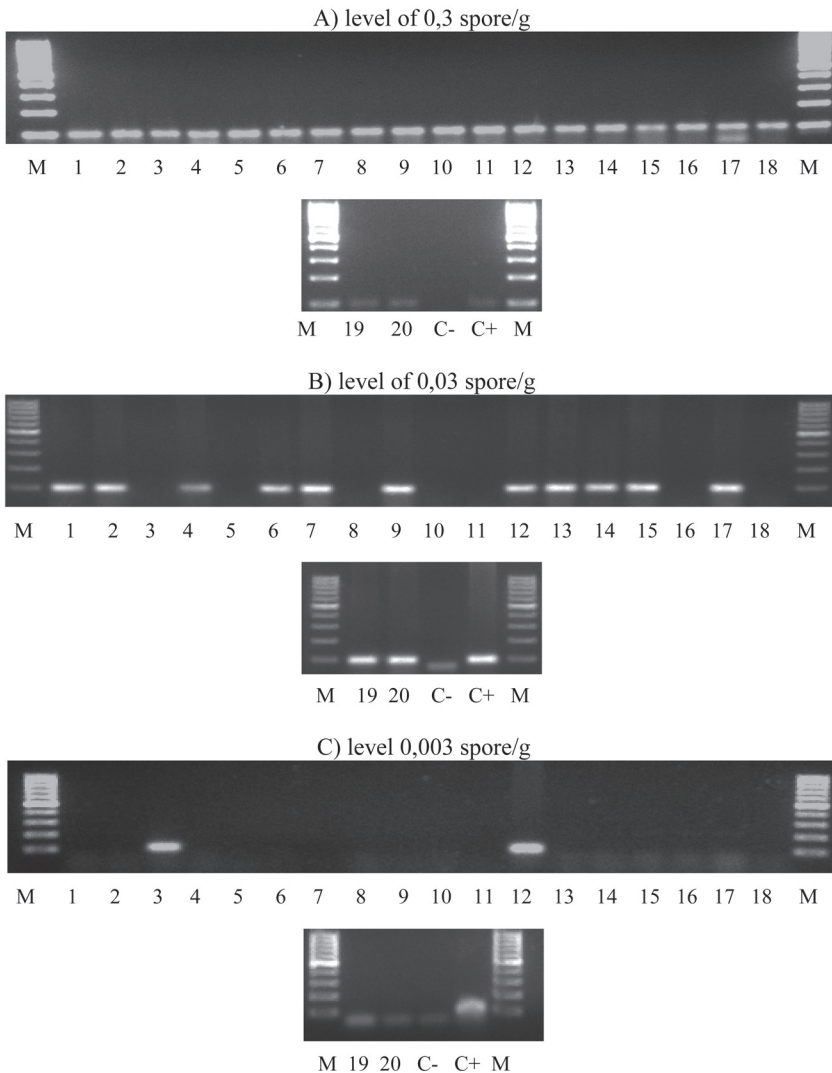 A) level of 0,3 spore/g
M 1 2 3 4 5 6 7 8 9 10 11 12 13 14 15 16 17 18 M
M 19 20 C- C+ M
B) level of 0,03 spore/g
M 1 2 3 4 5 6 7 8 9 10 11 12 13 14 15 16 17 18 M
M 19 20 C- C+ M
C) level 0,003 spore/g
M 1 2 3 4 5 6 7 8 9 10 11 12 13 14 15 16 17 18 M
M 19 20 C- C+ M